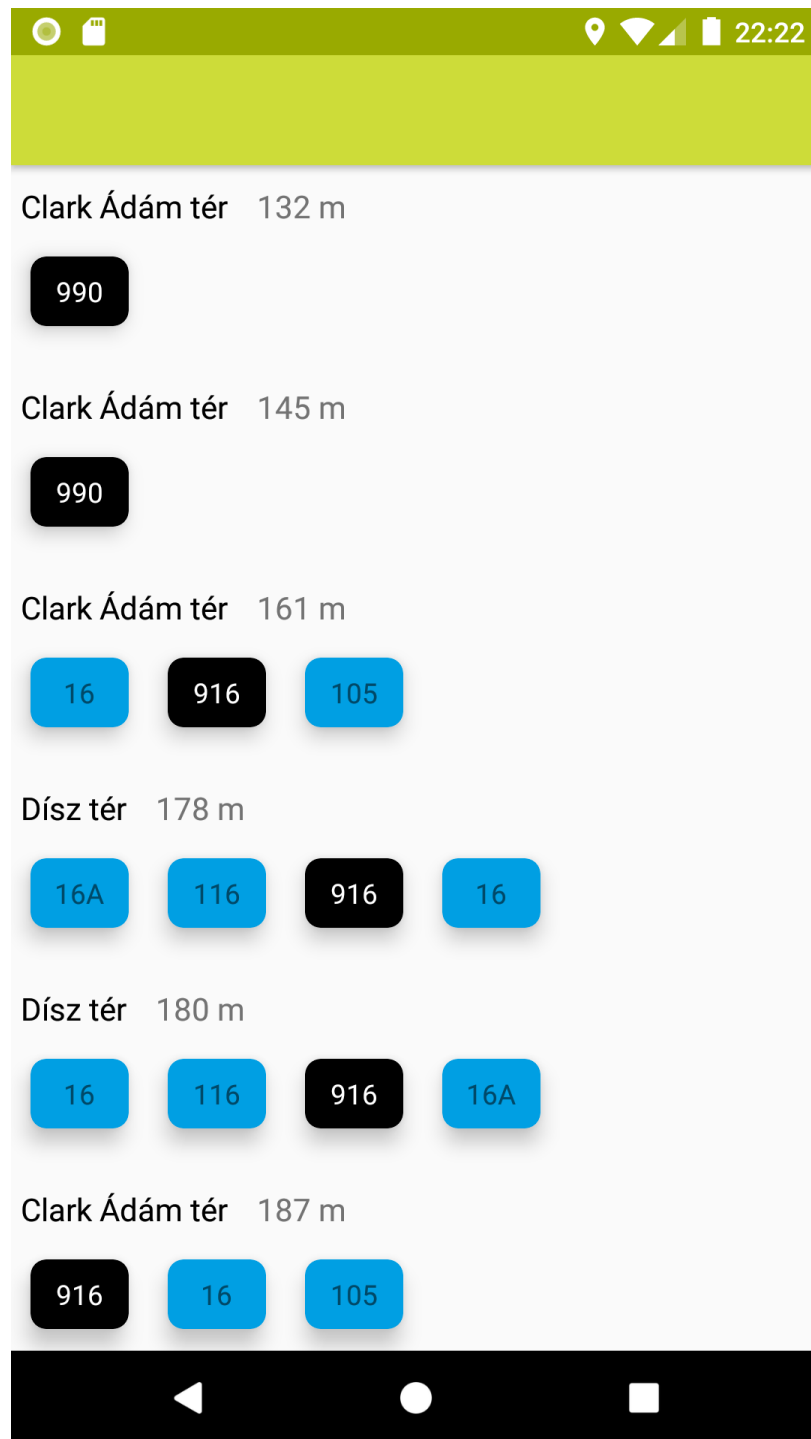 22:22
Clark Ádám tér 132 m
990
Clark Ádám tér 145 m
990
Clark Ádám tér 161 m
16 916 105
Dísz tér 178 m
16A 116 916 16
Dísz tér 180 m
16 116 916 16A
Clark Ádám tér 187 m
916 16 105